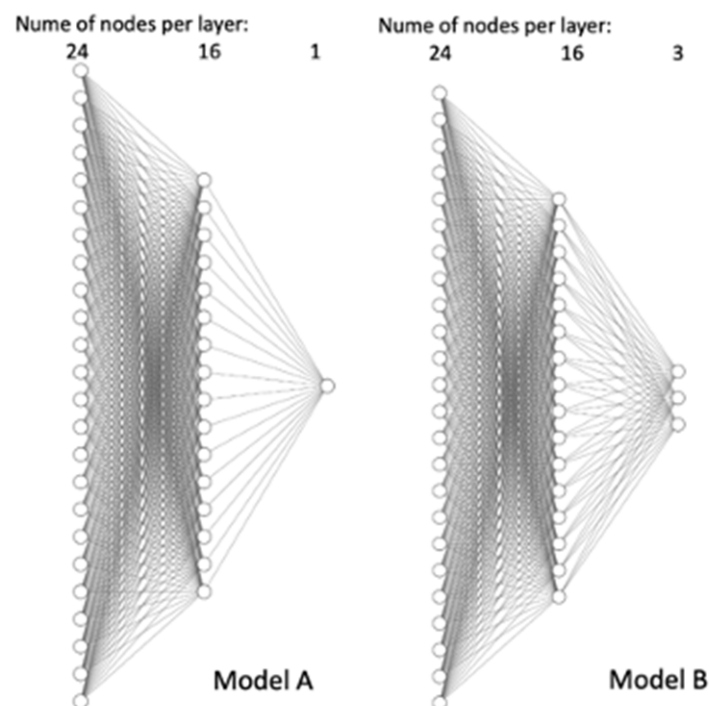 Nume of nodes per layer:
24 16 1
Model A
Nume of nodes per layer:
24 16 3
Model B